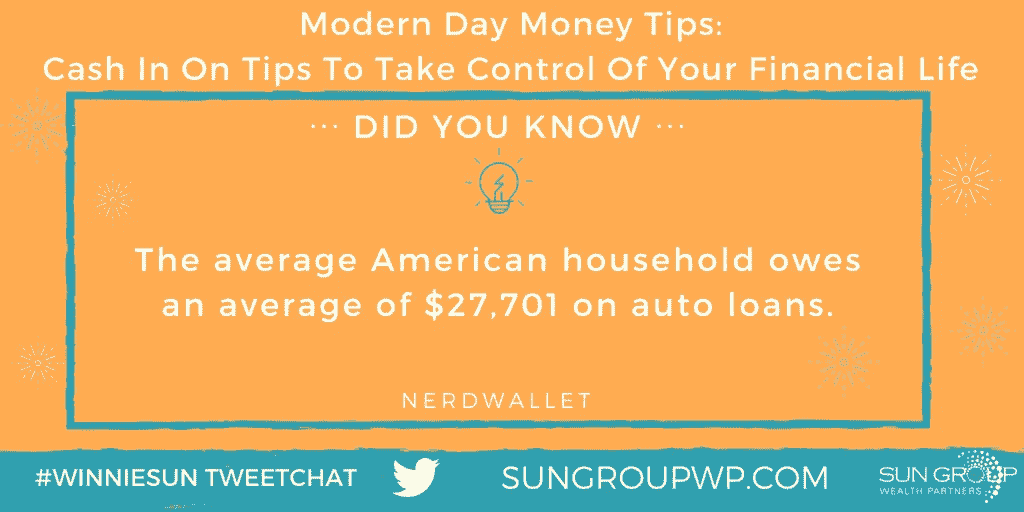 Modern Day Money Tips:
Cash In On Tips To Take Control Of Your Financial Life
··· DID YOU KNOW ···
The average American household owes
an average of $27,701 on auto loans.
NERDWALLET
#WINNIESUN TWEETCHAT
SUNGROUPWP.COM
SUN GROUP
WEALTH PARTNERS